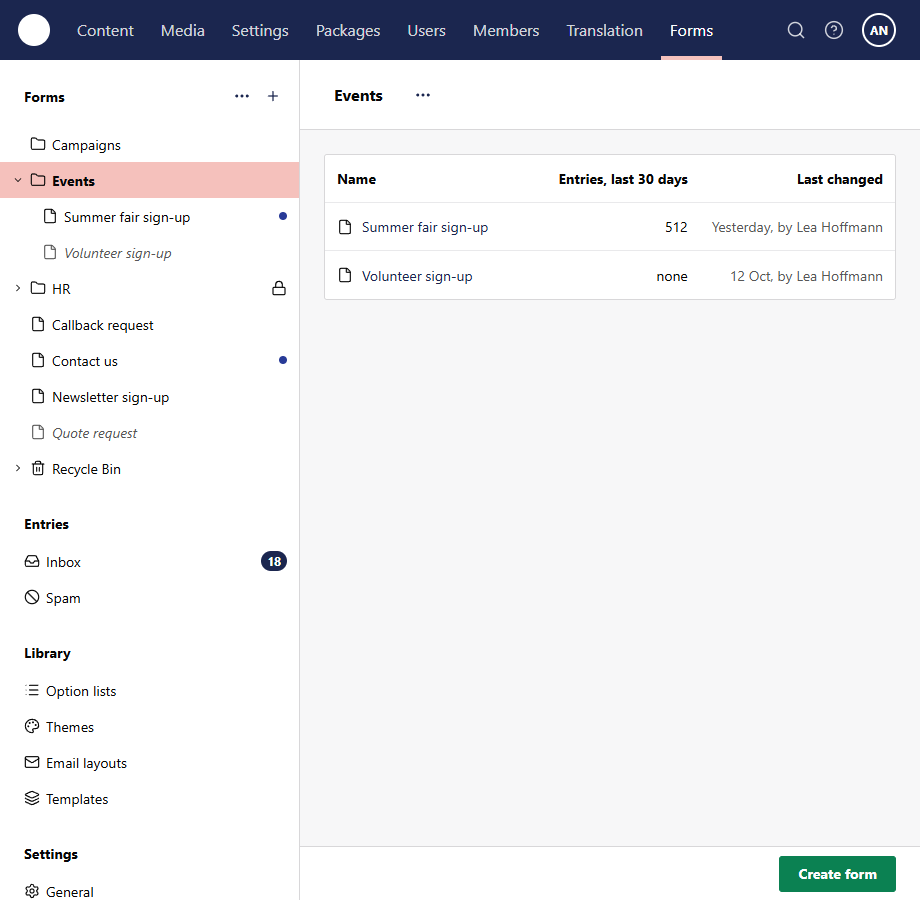 Content Media Settings Packages Users Members Translation Forms AN
Forms
Campaigns
Events
Summer fair sign-up
Volunteer sign-up
HR
Callback request
Contact us
Newsletter sign-up
Quote request
Recycle Bin
Entries
Inbox 18
Spam
Library
Option lists
Themes
Email layouts
Templates
Settings
General
Events
Name Entries, last 30 days Last changed
Summer fair sign-up 512 Yesterday, by Lea Hoffmann
Volunteer sign-up none 12 Oct, by Lea Hoffmann
Create form